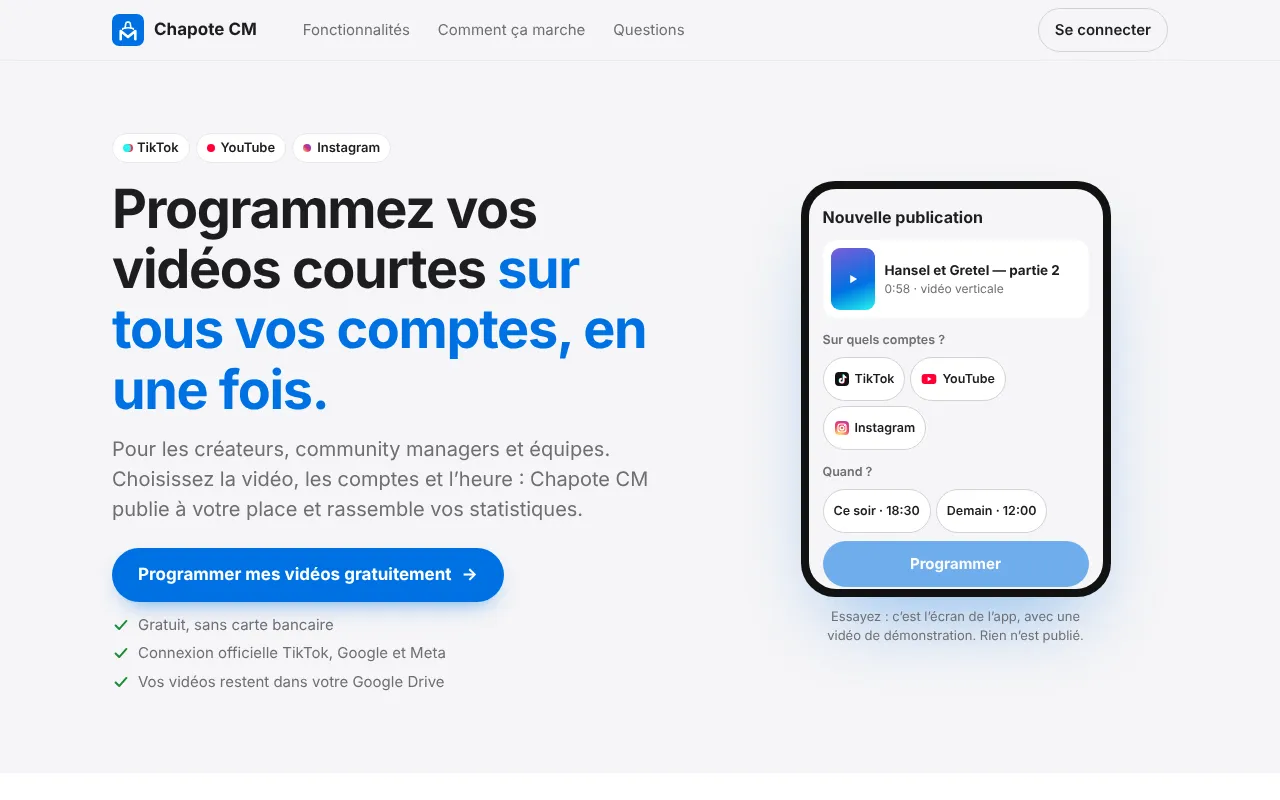 Chapote CM
Fonctionnalités
Comment ça marche
Questions
Se connecter
TikTok
YouTube
Instagram
Programmez vos
vidéos courtes sur
tous vos comptes, en
une fois.
Pour les créateurs, community managers et équipes.
Choisissez la vidéo, les comptes et l’heure : Chapote CM
publie à votre place et rassemble vos statistiques.
Programmer mes vidéos gratuitement →
Gratuit, sans carte bancaire
Connexion officielle TikTok, Google et Meta
Vos vidéos restent dans votre Google Drive
Nouvelle publication
Hansel et Gretel — partie 2
0:58 · vidéo verticale
Sur quels comptes ?
TikTok
YouTube
Instagram
Quand ?
Ce soir · 18:30
Demain · 12:00
Programmer
Essayez : c’est l’écran de l’app, avec une
vidéo de démonstration. Rien n’est publié.